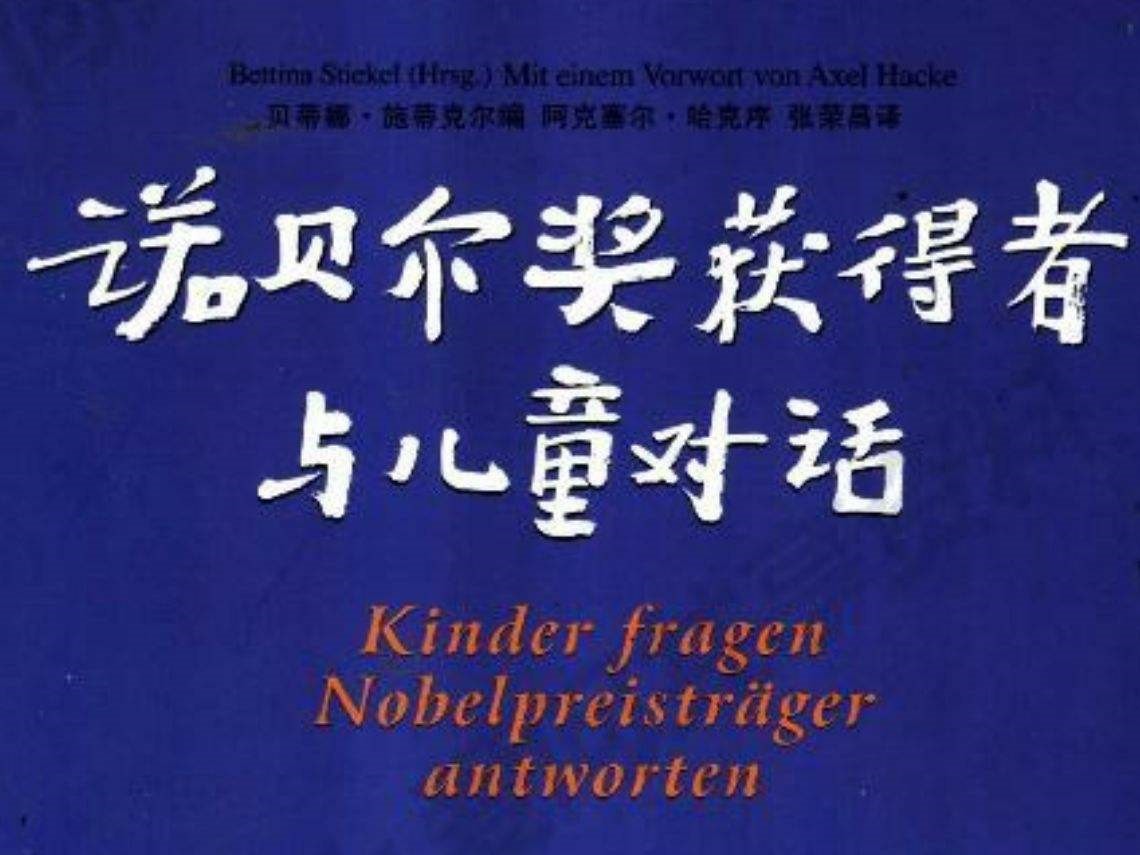 Bettina Stiekel (Hrsg.) Mit einem Vorwort von Axel Hacke
贝蒂娜·施蒂克尔编 阿克塞尔·哈克序 张荣昌译
诺贝尔奖获得者
与儿童对话
Kinder fragen
Nobelpreisträger
antworten